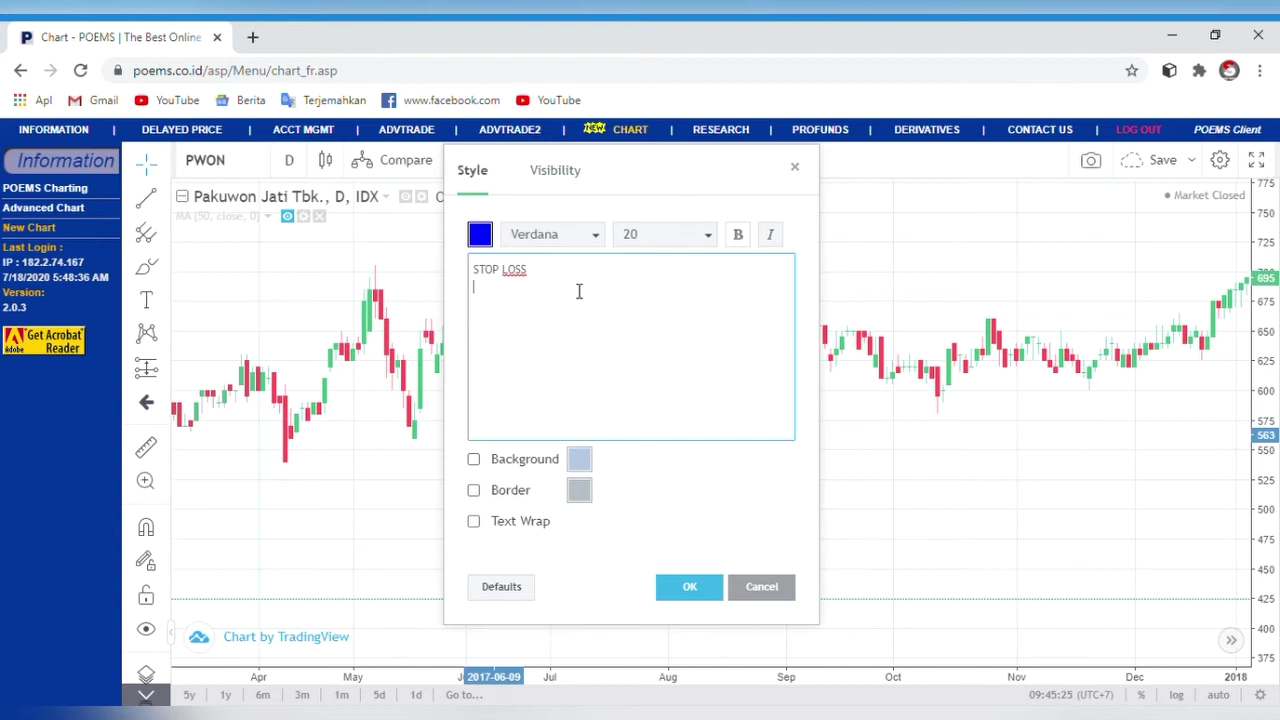 Chart - POEMS | The Best Online
poems.co.id/asp/Menu/chart_fr.asp
Apl
Gmail
YouTube
Berita
Terjemahkan
www.facebook.com
YouTube
INFORMATION | DELAYED PRICE | ACCT MGMT | ADVTRADE | ADVTRADE2 | NEW CHART | RESEARCH | PROFUNDS | DERIVATIVES | CONTACT US | LOG OUT POEMS Client
Information
POEMS Charting
Advanced Chart
New Chart
Last Login :
IP : 182.2.74.167
7/18/2020 5:48:36 AM
Version:
2.0.3
Get Acrobat
Adobe Reader
PWON D Compare Save
Pakuwon Jati Tbk., D, IDX
MA (50, close, 0)
Market Closed
Style Visibility
Verdana 20 B I
STOP LOSS
Background
Border
Text Wrap
Defaults OK Cancel
775
750
725
700
695
675
650
625
600
575
563
550
525
500
475
450
425
400
375
Chart by TradingView
Apr May 2017-06-09 Jul Aug Sep Oct Nov Dec 2018
5y 1y 6m 3m 1m 5d 1d Go to... 09:45:25 (UTC+7) % log auto